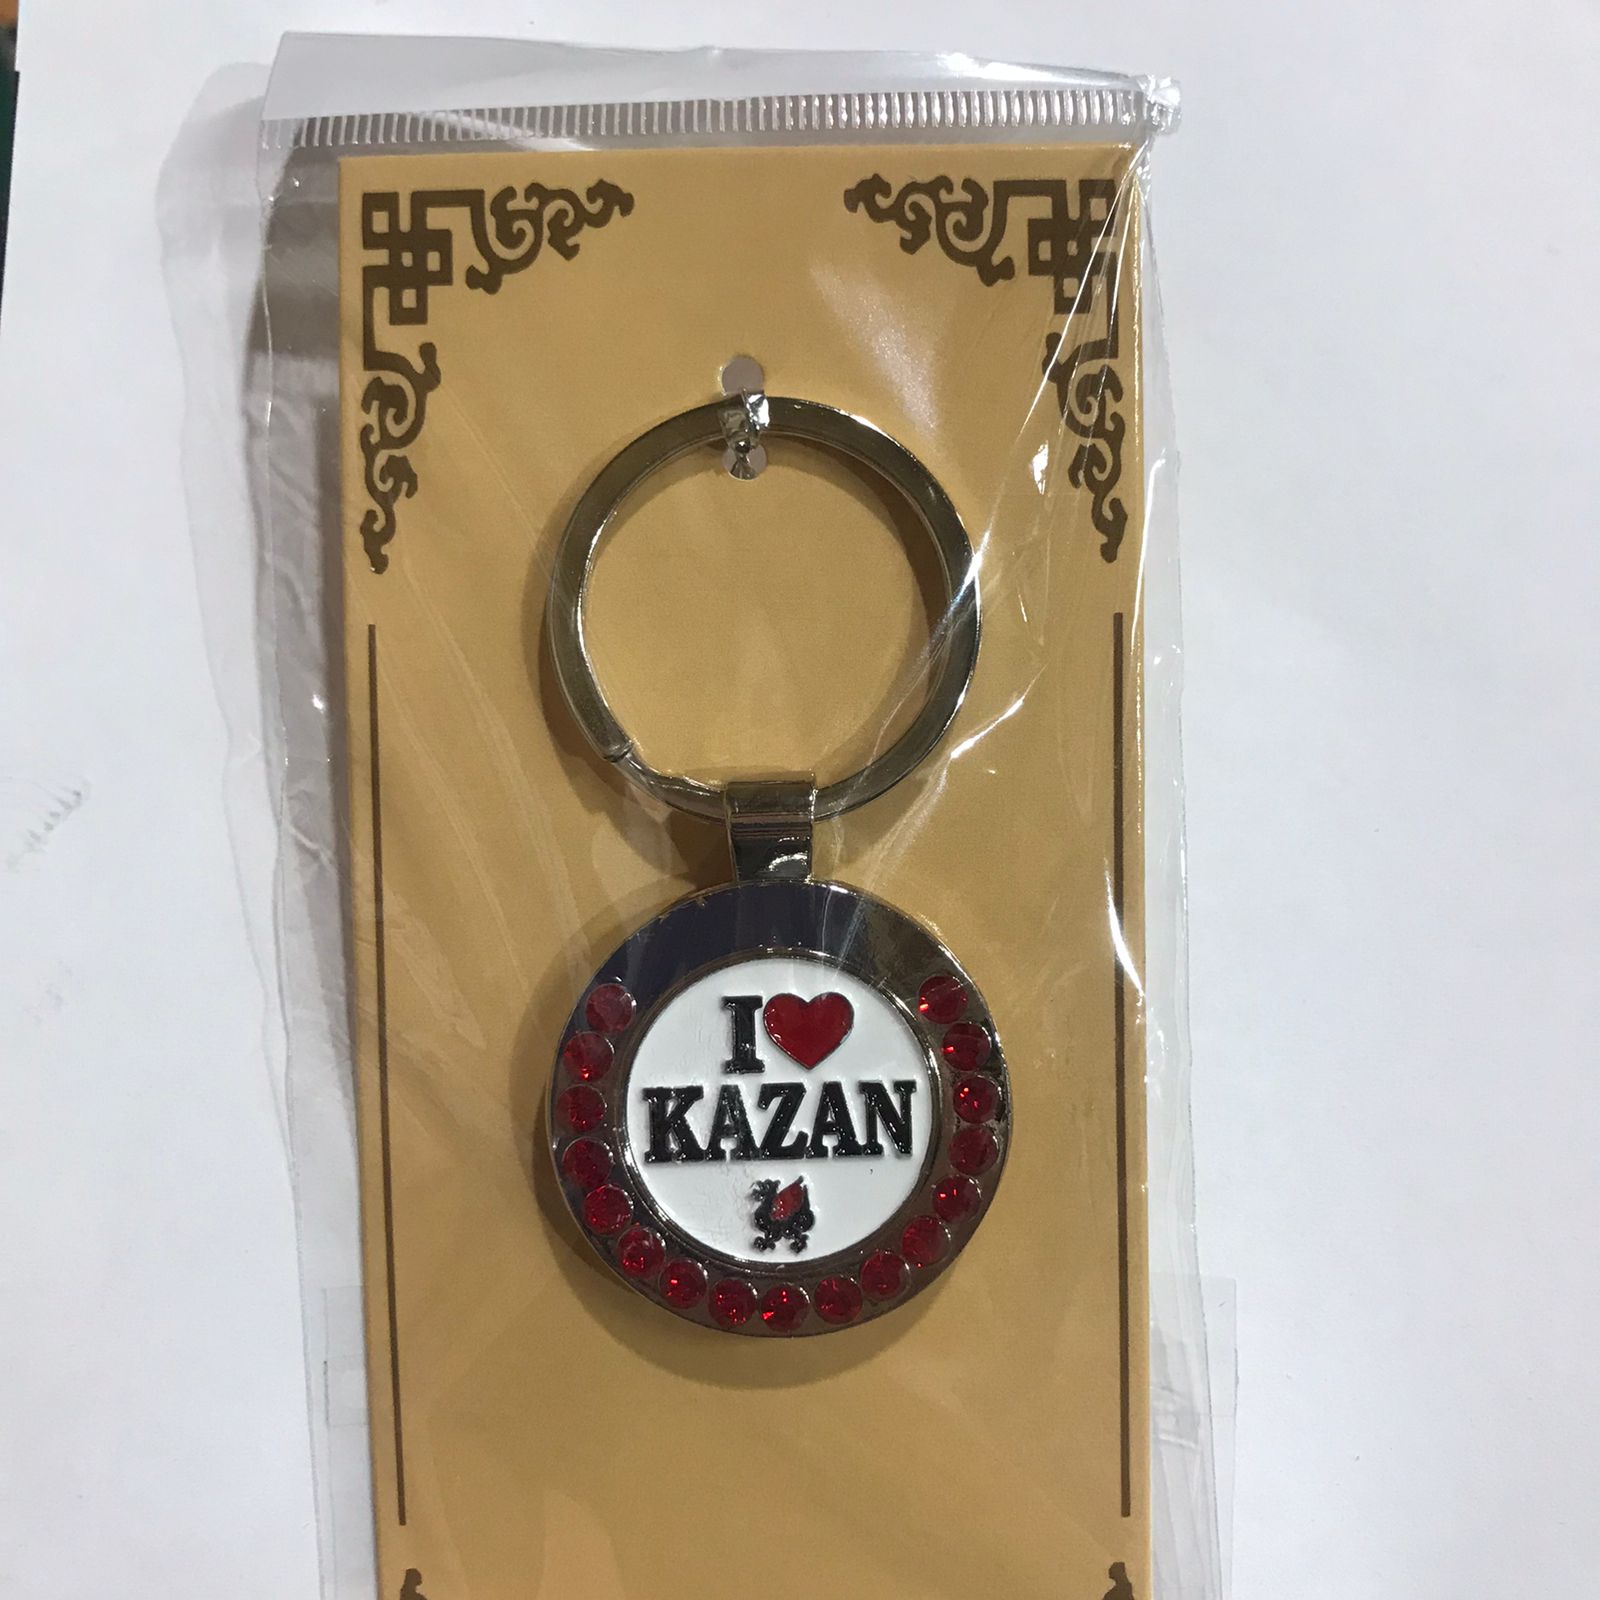 I ❤
KAZAN